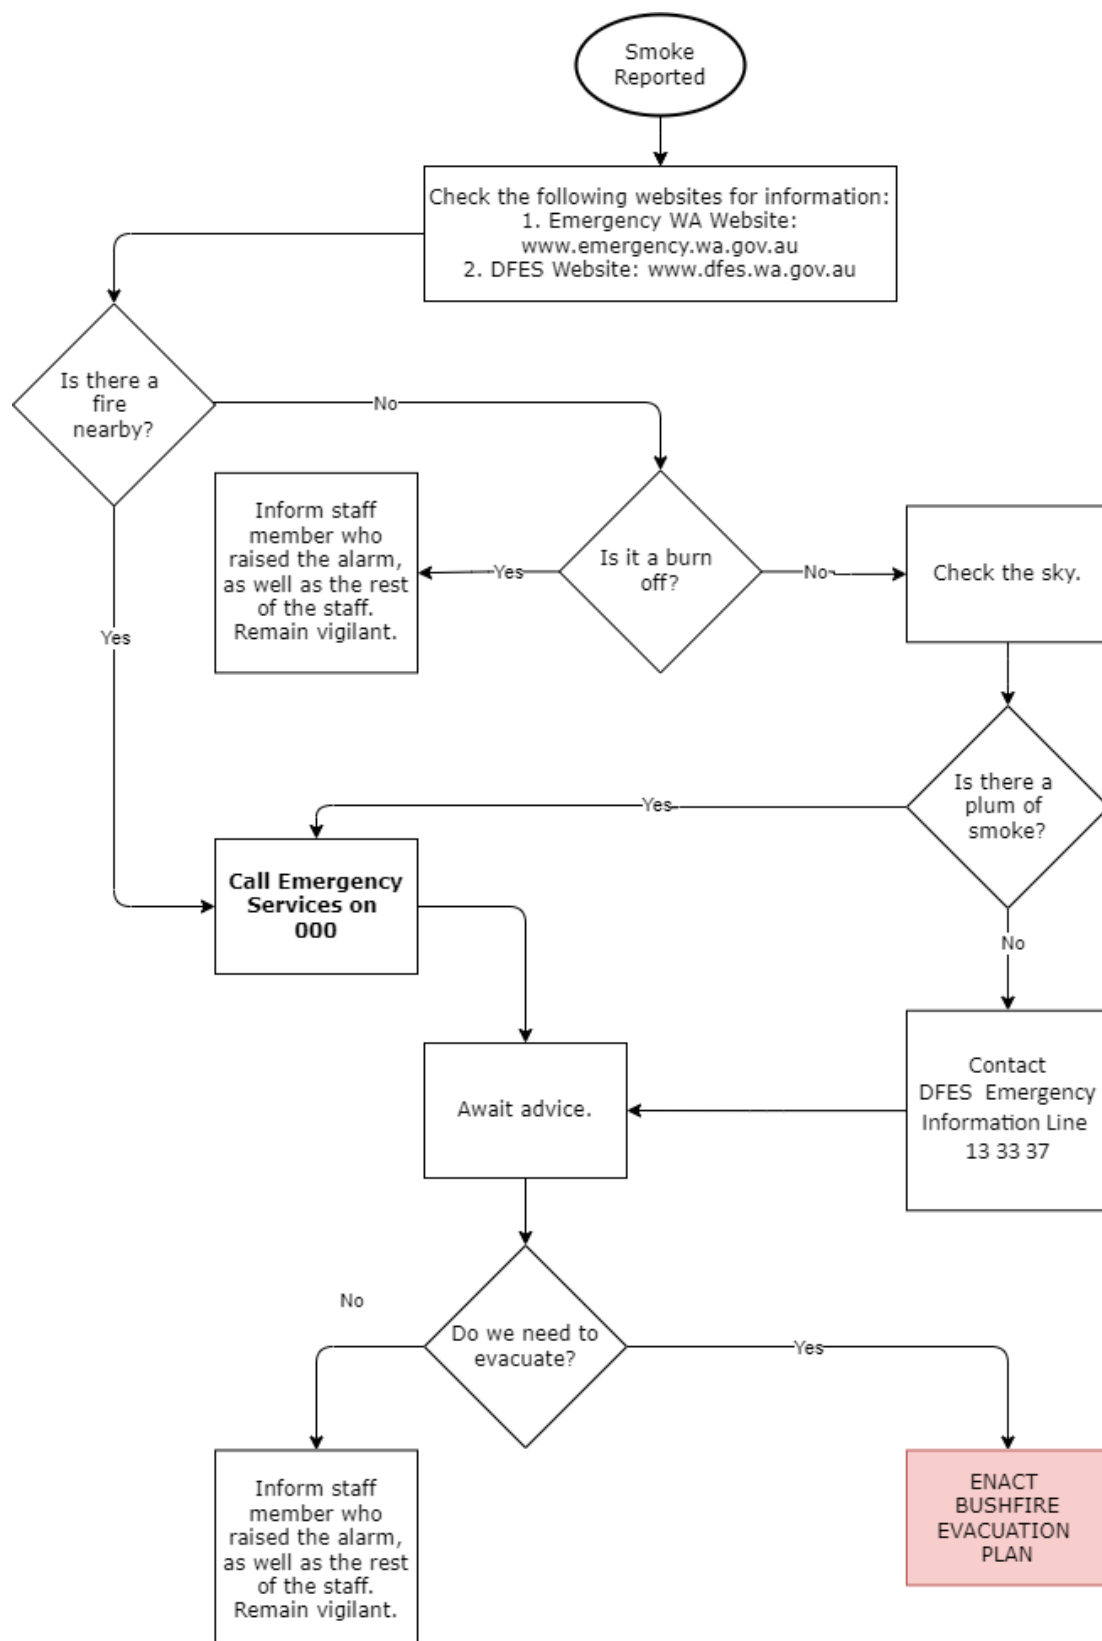 Smoke
Reported
Check the following websites for information:
1. Emergency WA Website:
www.emergency.wa.gov.au
2. DFES Website: www.dfes.wa.gov.au
Is there a
fire
nearby?
No
Inform staff
member who
raised the alarm,
as well as the rest
of the staff.
Remain vigilant.
Yes
Is it a burn
off?
No
Check the sky.
Yes
Is there a
plum of
smoke?
Yes
Call Emergency
Services on
000
No
Contact
DFES Emergency
Information Line
13 33 37
Await advice.
No
Do we need to
evacuate?
Yes
Inform staff
member who
raised the alarm,
as well as the rest
of the staff.
Remain vigilant.
ENACT
BUSHFIRE
EVACUATION
PLAN